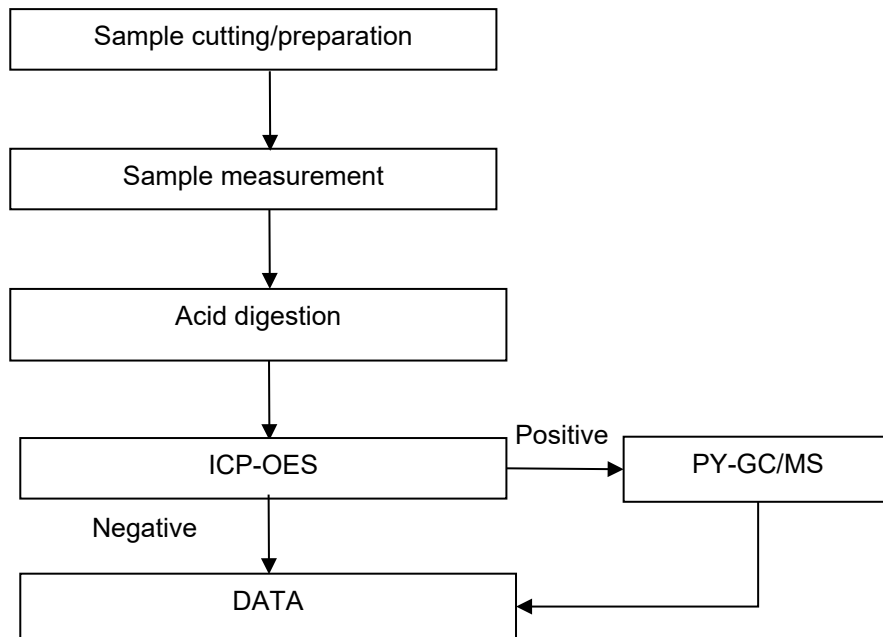 Sample cutting/preparation
Sample measurement
Acid digestion
ICP-OES
Positive
PY-GC/MS
Negative
DATA